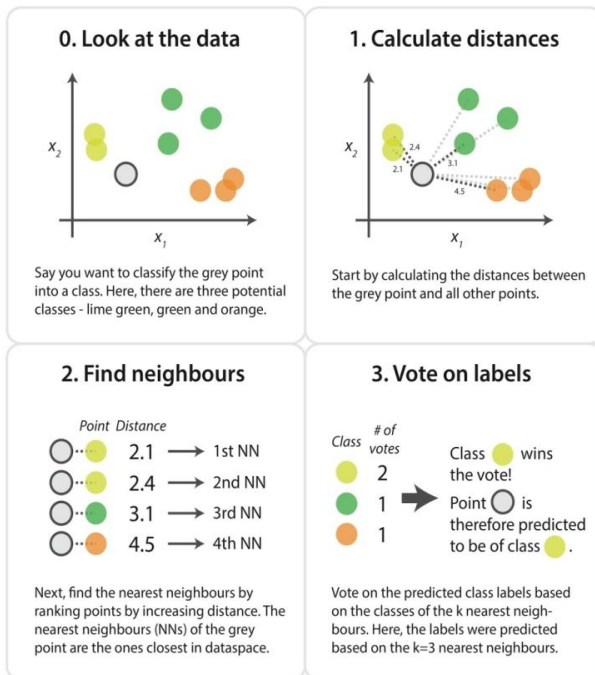 0. Look at the data
X2
X1
Say you want to classify the grey point
into a class. Here, there are three potential
classes - lime green, green and orange.
1. Calculate distances
X2
2.4
2.1
3.1
4.5
X1
Start by calculating the distances between
the grey point and all other points.
2. Find neighbours
Point Distance
2.1 → 1st NN
2.4 → 2nd NN
3.1 → 3rd NN
4.5 → 4th NN
Next, find the nearest neighbours by
ranking points by increasing distance. The
nearest neighbours (NNs) of the grey
point are the ones closest in dataspace.
3. Vote on labels
Class # of
votes
2
1
1
Class wins
the vote!
Point is
therefore predicted
to be of class .
Vote on the predicted class labels based
on the classes of the k nearest neigh-
bours. Here, the labels were predicted
based on the k=3 nearest neighbours.